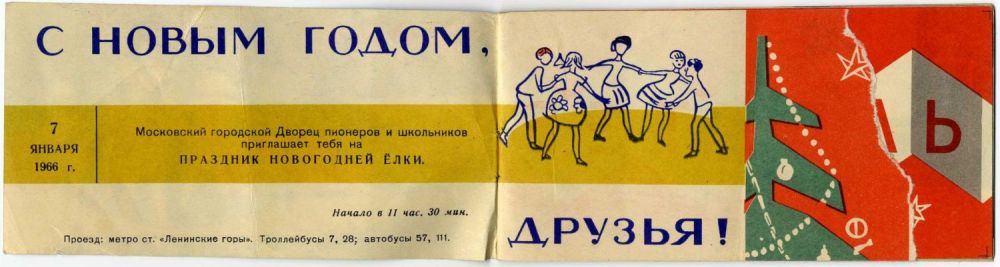 С НОВЫМ ГОДОМ,
7
ЯНВАРЯ
1966 г.
Московский городской Дворец пионеров и школьников
приглашает тебя на
ПРАЗДНИК НОВОГОДНЕЙ ЁЛКИ.
Начало в 11 час. 30 мин.
Проезд: метро ст. «Ленинские горы». Троллейбусы 7, 28; автобусы 57, 111.
ДРУЗЬЯ!
Ь